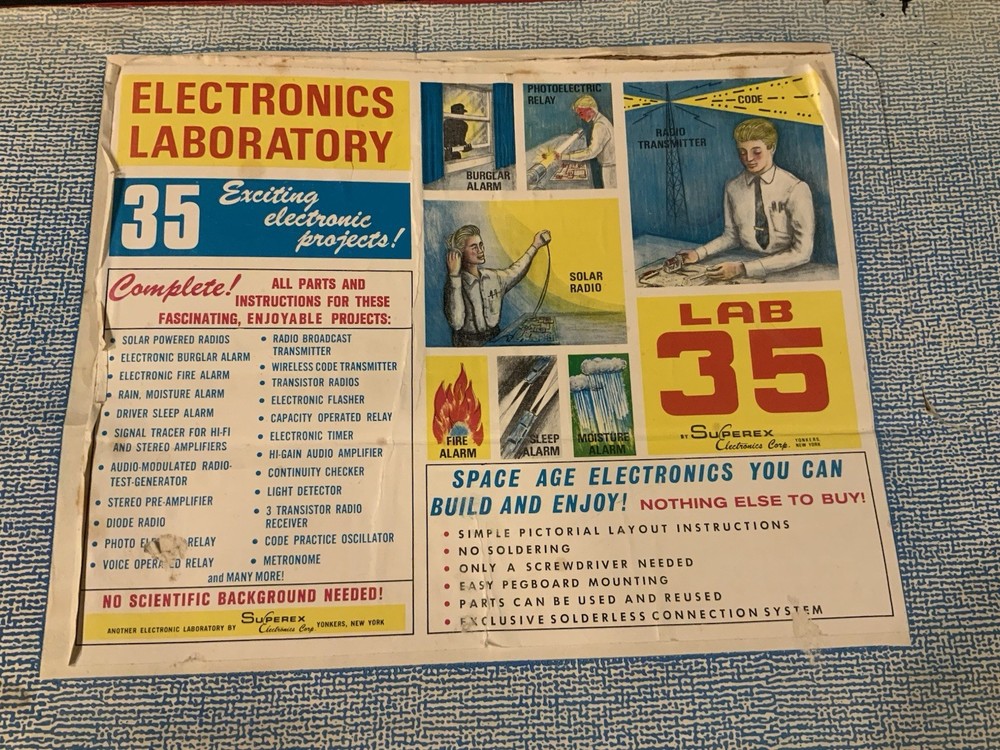 ELECTRONICS
LABORATORY
35 Exciting
electronic
projects!
Complete! ALL PARTS AND
INSTRUCTIONS FOR THESE
FASCINATING, ENJOYABLE PROJECTS:
• SOLAR POWERED RADIOS
• ELECTRONIC BURGLAR ALARM
• ELECTRONIC FIRE ALARM
• RAIN, MOISTURE ALARM
• DRIVER SLEEP ALARM
• SIGNAL TRACER FOR HI-FI
AND STEREO AMPLIFIERS
• AUDIO-MODULATED RADIO-
TEST-GENERATOR
• STEREO PRE-AMPLIFIER
• DIODE RADIO
• PHOTO RELAY
• VOICE RELAY
• RADIO BROADCAST
TRANSMITTER
• WIRELESS CODE TRANSMITTER
• TRANSISTOR RADIOS
• ELECTRONIC FLASHER
• CAPACITY OPERATED RELAY
• ELECTRONIC TIMER
• HI-GAIN AUDIO AMPLIFIER
• CONTINUITY CHECKER
• LIGHT DETECTOR
• 3 TRANSISTOR RADIO
RECEIVER
• CODE PRACTICE OSCILLATOR
• METRONOME
and MANY MORE!
NO SCIENTIFIC BACKGROUND NEEDED!
ANOTHER ELECTRONIC LABORATORY BY SUPEREX Electronics Corp. YONKERS, NEW YORK
BURGLAR
ALARM
PHOTOELECTRIC
RELAY
CODE
RADIO
TRANSMITTER
SOLAR
RADIO
FIRE
ALARM
SLEEP
ALARM
MOISTURE
ALARM
LAB
35
BY SUPEREX
Electronics Corp. YONKERS,
NEW YORK
SPACE AGE ELECTRONICS YOU CAN
BUILD AND ENJOY! NOTHING ELSE TO BUY!
• SIMPLE PICTORIAL LAYOUT INSTRUCTIONS
• NO SOLDERING
• ONLY A SCREWDRIVER NEEDED
• EASY PEGBOARD MOUNTING
• PARTS CAN BE USED AND REUSED
• EXCLUSIVE SOLDERLESS CONNECTION SYSTEM